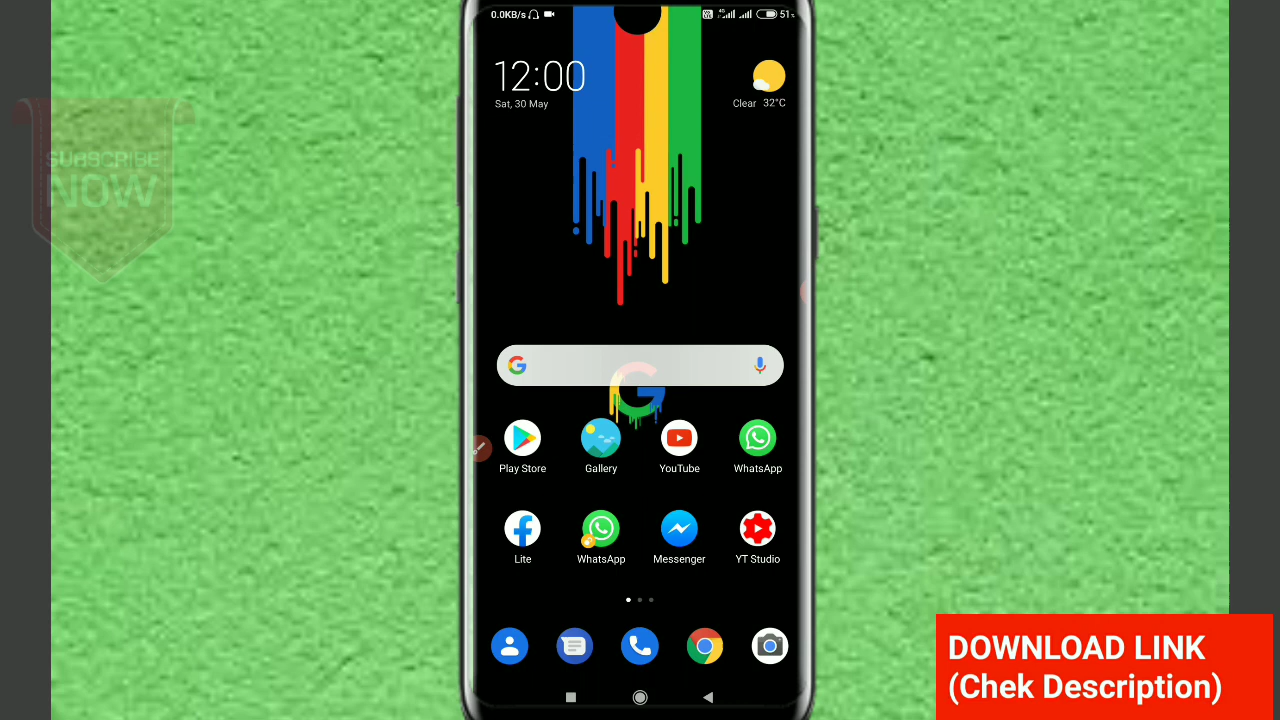 0.0KB/s
4G
51%
12:00
Sat, 30 May
Clear 32°C
SUBSCRIBE
NOW
Play Store
Gallery
YouTube
WhatsApp
Lite
WhatsApp
Messenger
YT Studio
DOWNLOAD LINK
(Chek Description)